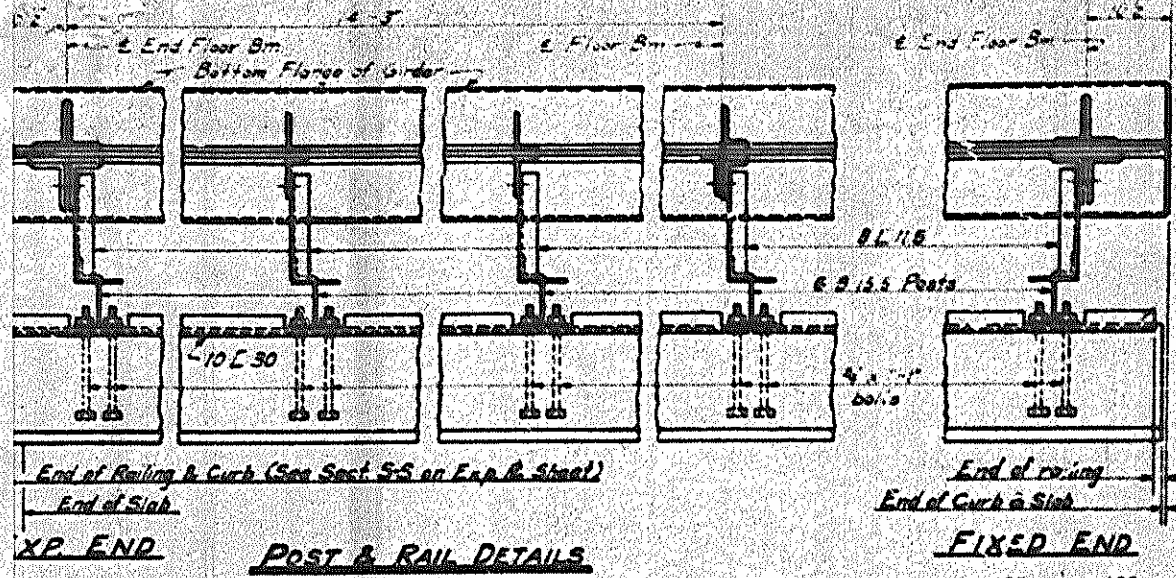 ℄ End Floor Bm.
℄ Floor Bm
℄ End Floor Bm
Bottom Flange of Girder
8 [ 11.5
6 B 15.5 Posts
10 [ 30
bolts
End of Railing & Curb (See Sect. S-S on Exp. ℞ Sheet)
End of railing
End of Slab
End of Curb & Slab
XP. END
POST & RAIL DETAILS
FIXED END